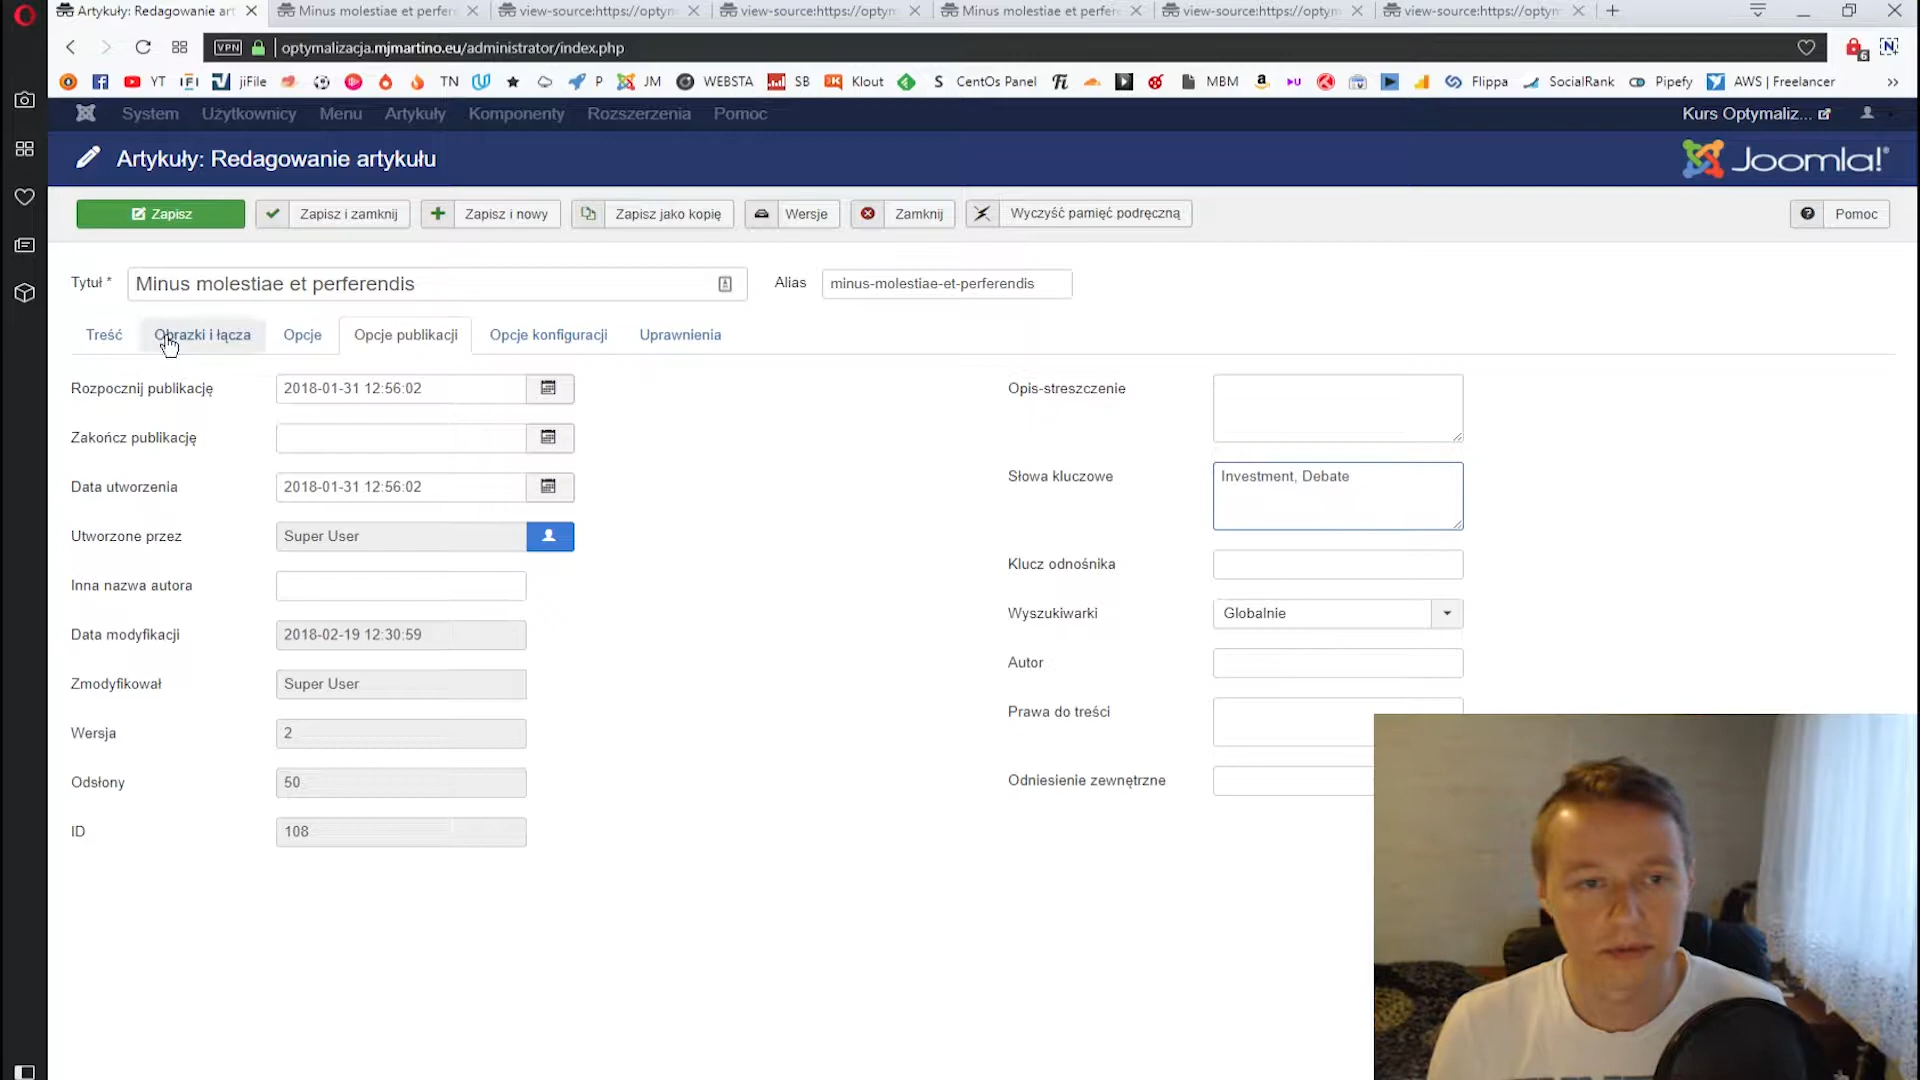 Artykuły: Redagowanie art
Minus molestiae et perfere
view-source:https://optym
view-source:https://optym
Minus molestiae et perfere
view-source:https://optym
view-source:https://optym
VPN
optymalizacja.mjmartino.eu/administrator/index.php
6
N
YT
jiFile
TN
P
JM
WEBSTA
SB
Klout
S
CentOs Panel
MBM
Flippa
SocialRank
Pipefy
AWS | Freelancer
»
System
Użytkownicy
Menu
Artykuły
Komponenty
Rozszerzenia
Pomoc
Kurs Optymaliz...
Artykuły: Redagowanie artykułu
Joomla!®
Zapisz
Zapisz i zamknij
Zapisz i nowy
Zapisz jako kopię
Wersje
Zamknij
Wyczyść pamięć podręczną
Pomoc
Tytuł *
Minus molestiae et perferendis
Alias
minus-molestiae-et-perferendis
Treść
Obrazki i łącza
Opcje
Opcje publikacji
Opcje konfiguracji
Uprawnienia
Rozpocznij publikację
2018-01-31 12:56:02
Zakończ publikację
Data utworzenia
2018-01-31 12:56:02
Utworzone przez
Super User
Inna nazwa autora
Data modyfikacji
2018-02-19 12:30:59
Zmodyfikował
Super User
Wersja
2
Odsłony
50
ID
108
Opis-streszczenie
Słowa kluczowe
Investment, Debate
Klucz odnośnika
Wyszukiwarki
Globalnie
Autor
Prawa do treści
Odniesienie zewnętrzne